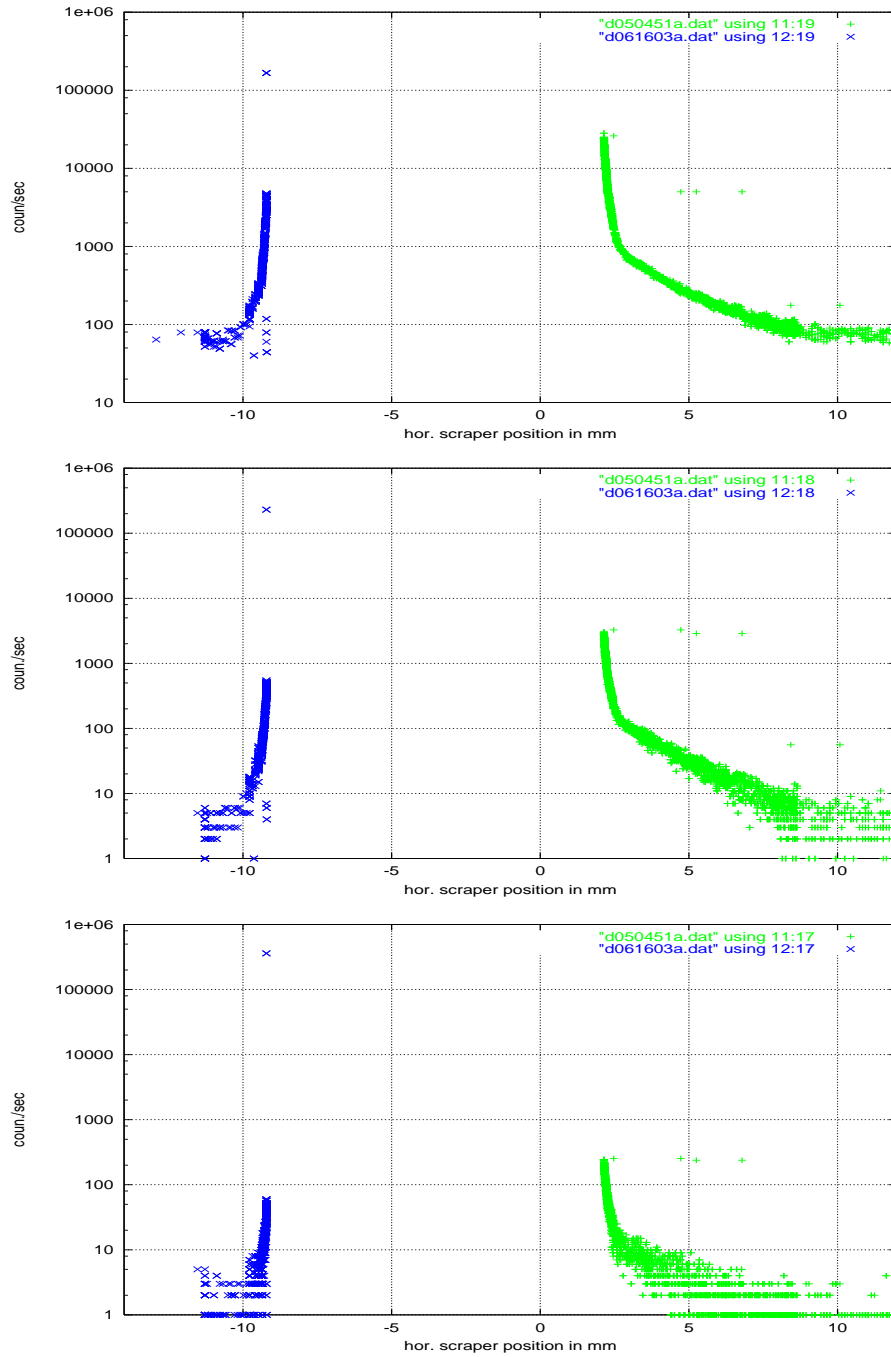 1e+06
"d050451a.dat" using 11:19
"d061603a.dat" using 12:19
100000
10000
coun/sec
1000
100
10
-10 -5 0 5 10
hor. scraper position in mm
1e+06
"d050451a.dat" using 11:18
"d061603a.dat" using 12:18
100000
10000
coun./sec
1000
100
10
1
-10 -5 0 5 10
hor. scraper position in mm
1e+06
"d050451a.dat" using 11:17
"d061603a.dat" using 12:17
100000
10000
coun./sec
1000
100
10
1
-10 -5 0 5 10
hor. scraper position in mm